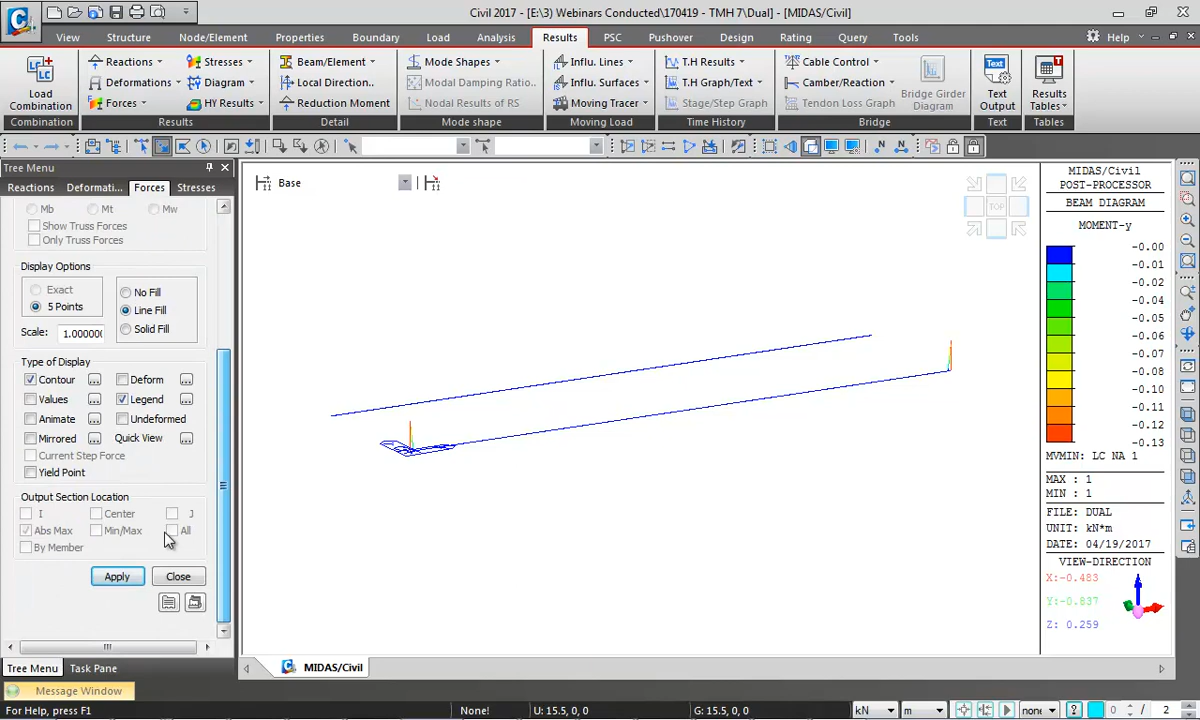 Civil 2017 - [E:\3) Webinars Conducted\170419 - TMH 7\Dual] - [MIDAS/Civil]
View Structure Node/Element Properties Boundary Load Analysis Results PSC Pushover Design Rating Query Tools Help
Load Combination
Reactions
Deformations
Forces
Stresses
Diagram
HY Results
Beam/Element
Local Direction..
Reduction Moment
Mode Shapes
Modal Damping Ratio..
Nodal Results of RS
Influ. Lines
Influ. Surfaces
Moving Tracer
T.H Results
T.H Graph/Text
Stage/Step Graph
Cable Control
Camber/Reaction
Tendon Loss Graph
Bridge Girder Diagram
Text Output
Results Tables
Combination Results Detail Mode shape Moving Load Time History Bridge Text Tables
Tree Menu
Reactions Deformati... Forces Stresses
Mb Mt Mw
Show Truss Forces
Only Truss Forces
Display Options
Exact
5 Points
No Fill
Line Fill
Solid Fill
Scale: 1.00000
Type of Display
Contour ... Deform ...
Values ... Legend ...
Animate ... Undeformed
Mirrored ... Quick View ...
Current Step Force
Yield Point
Output Section Location
I Center J
Abs Max Min/Max All
By Member
Apply Close
Tree Menu Task Pane
Message Window
For Help, press F1
Base
TOP
MIDAS/Civil
POST-PROCESSOR
BEAM DIAGRAM
MOMENT-y
-0.00
-0.01
-0.02
-0.04
-0.05
-0.06
-0.07
-0.08
-0.10
-0.11
-0.12
-0.13
MVMIN: LC NA 1
MAX : 1
MIN : 1
FILE: DUAL
UNIT: kN*m
DATE: 04/19/2017
VIEW-DIRECTION
X:-0.483
Y:-0.837
Z: 0.259
MIDAS/Civil
None! U: 15.5, 0, 0 G: 15.5, 0, 0 kN m none ? 0 / 2